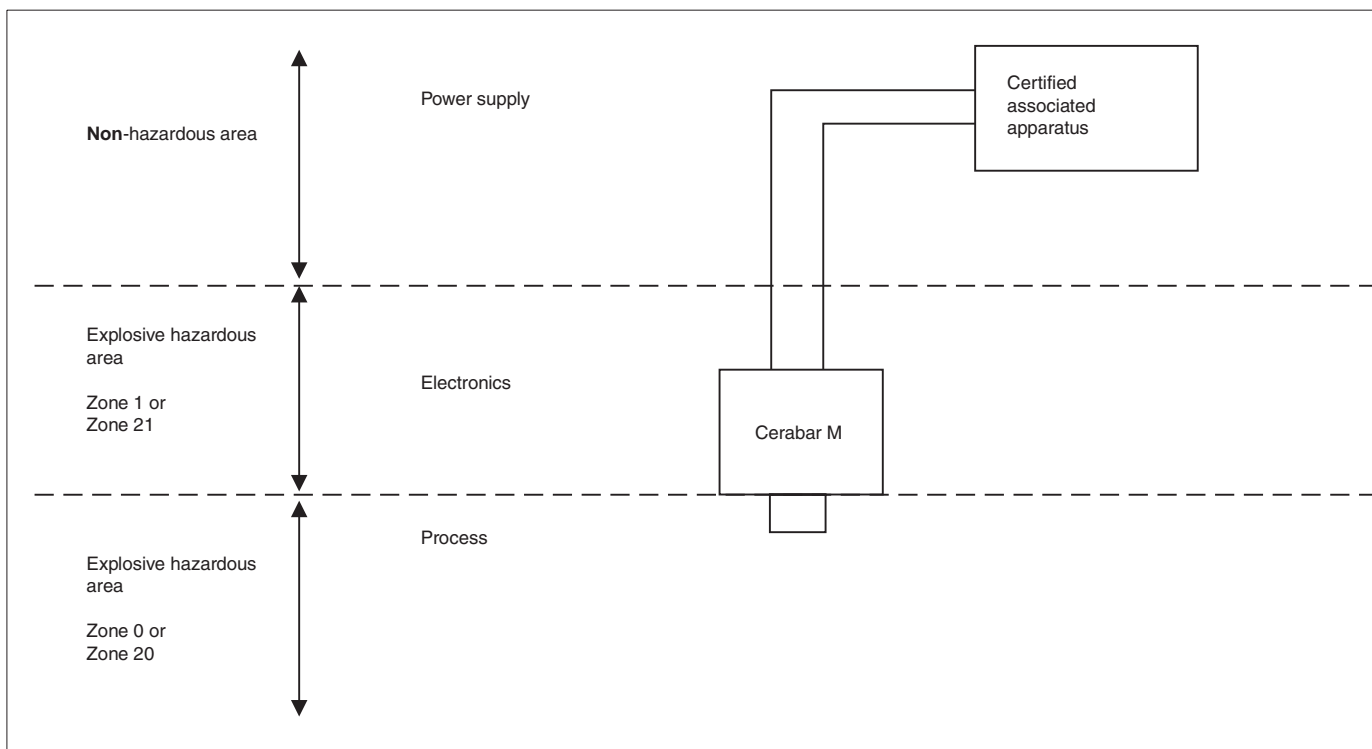 Non-hazardous area
Power supply
Certified
associated
apparatus
Explosive hazardous
area
Zone 1 or
Zone 21
Electronics
Cerabar M
Explosive hazardous
area
Zone 0 or
Zone 20
Process